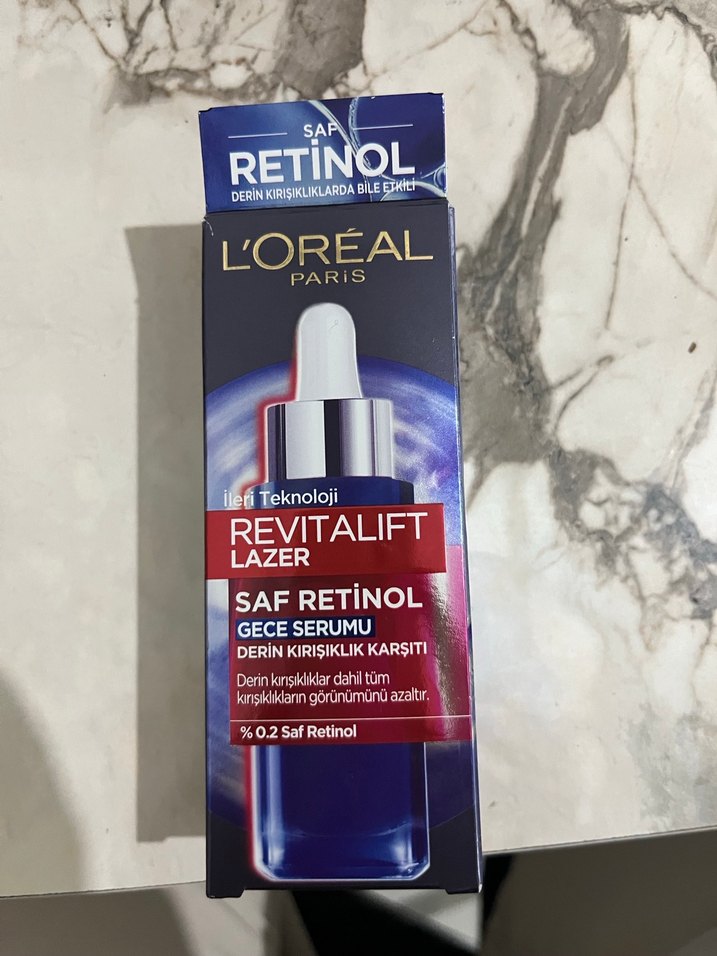 SAF
RETİNOL
DERİN KIRIŞIKLIKLARDA BİLE ETKİLİ
L'ORÉAL
PARiS
İleri Teknoloji
REVITALIFT
LAZER
SAF RETİNOL
GECE SERUMU
DERİN KIRIŞIKLIK KARŞITI
Derin kırışıklıklar dahil tüm
kırışıklıkların görünümünü azaltır.
% 0.2 Saf Retinol